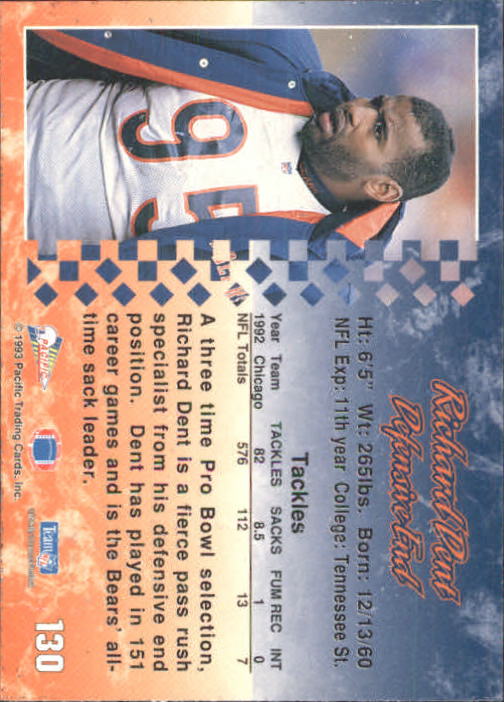 Richard Dent
Defensive End
Ht: 6'5" Wt: 265lbs. Born: 12/13/60
NFL Exp: 11th year College: Tennessee St.
Tackles
Year Team TACKLES SACKS FUM REC INT
1992 Chicago 82 8.5 1 0
NFL Totals 576 112 13 7
A three time Pro Bowl selection,
Richard Dent is a fierce pass rush
specialist from his defensive end
position. Dent has played in 151
career games and is the Bears' all-
time sack leader.
PACIFIC
Team NFL
130
© 1993 Pacific Trading Cards, Inc.
95